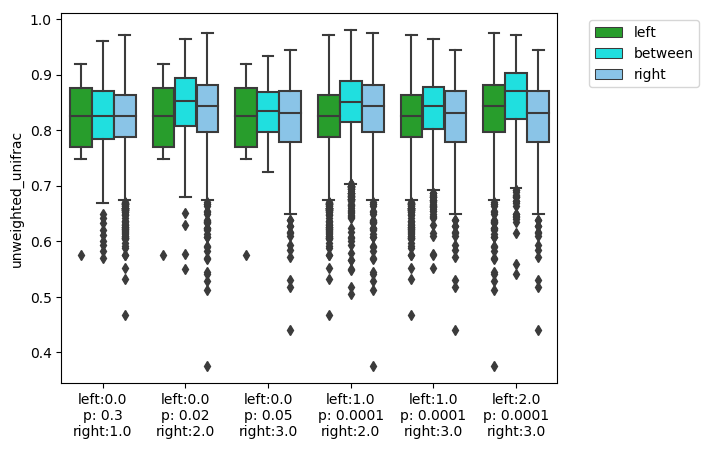 unweighted_unifrac
1.0
0.9
0.8
0.7
0.6
0.5
0.4
left:0.0
p: 0.3
right:1.0
left:0.0
p: 0.02
right:2.0
left:0.0
p: 0.05
right:3.0
left:1.0
p: 0.0001
right:2.0
left:1.0
p: 0.0001
right:3.0
left:2.0
p: 0.0001
right:3.0
left
between
right